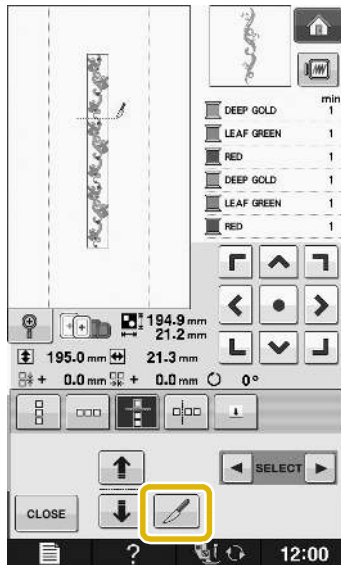 min
DEEP GOLD 1
LEAF GREEN 1
RED 1
DEEP GOLD 1
LEAF GREEN 1
RED 1
194.9 mm
21.2 mm
195.0 mm 21.3 mm
+ 0.0 mm + 0.0 mm 0°
SELECT
CLOSE
? 12:00